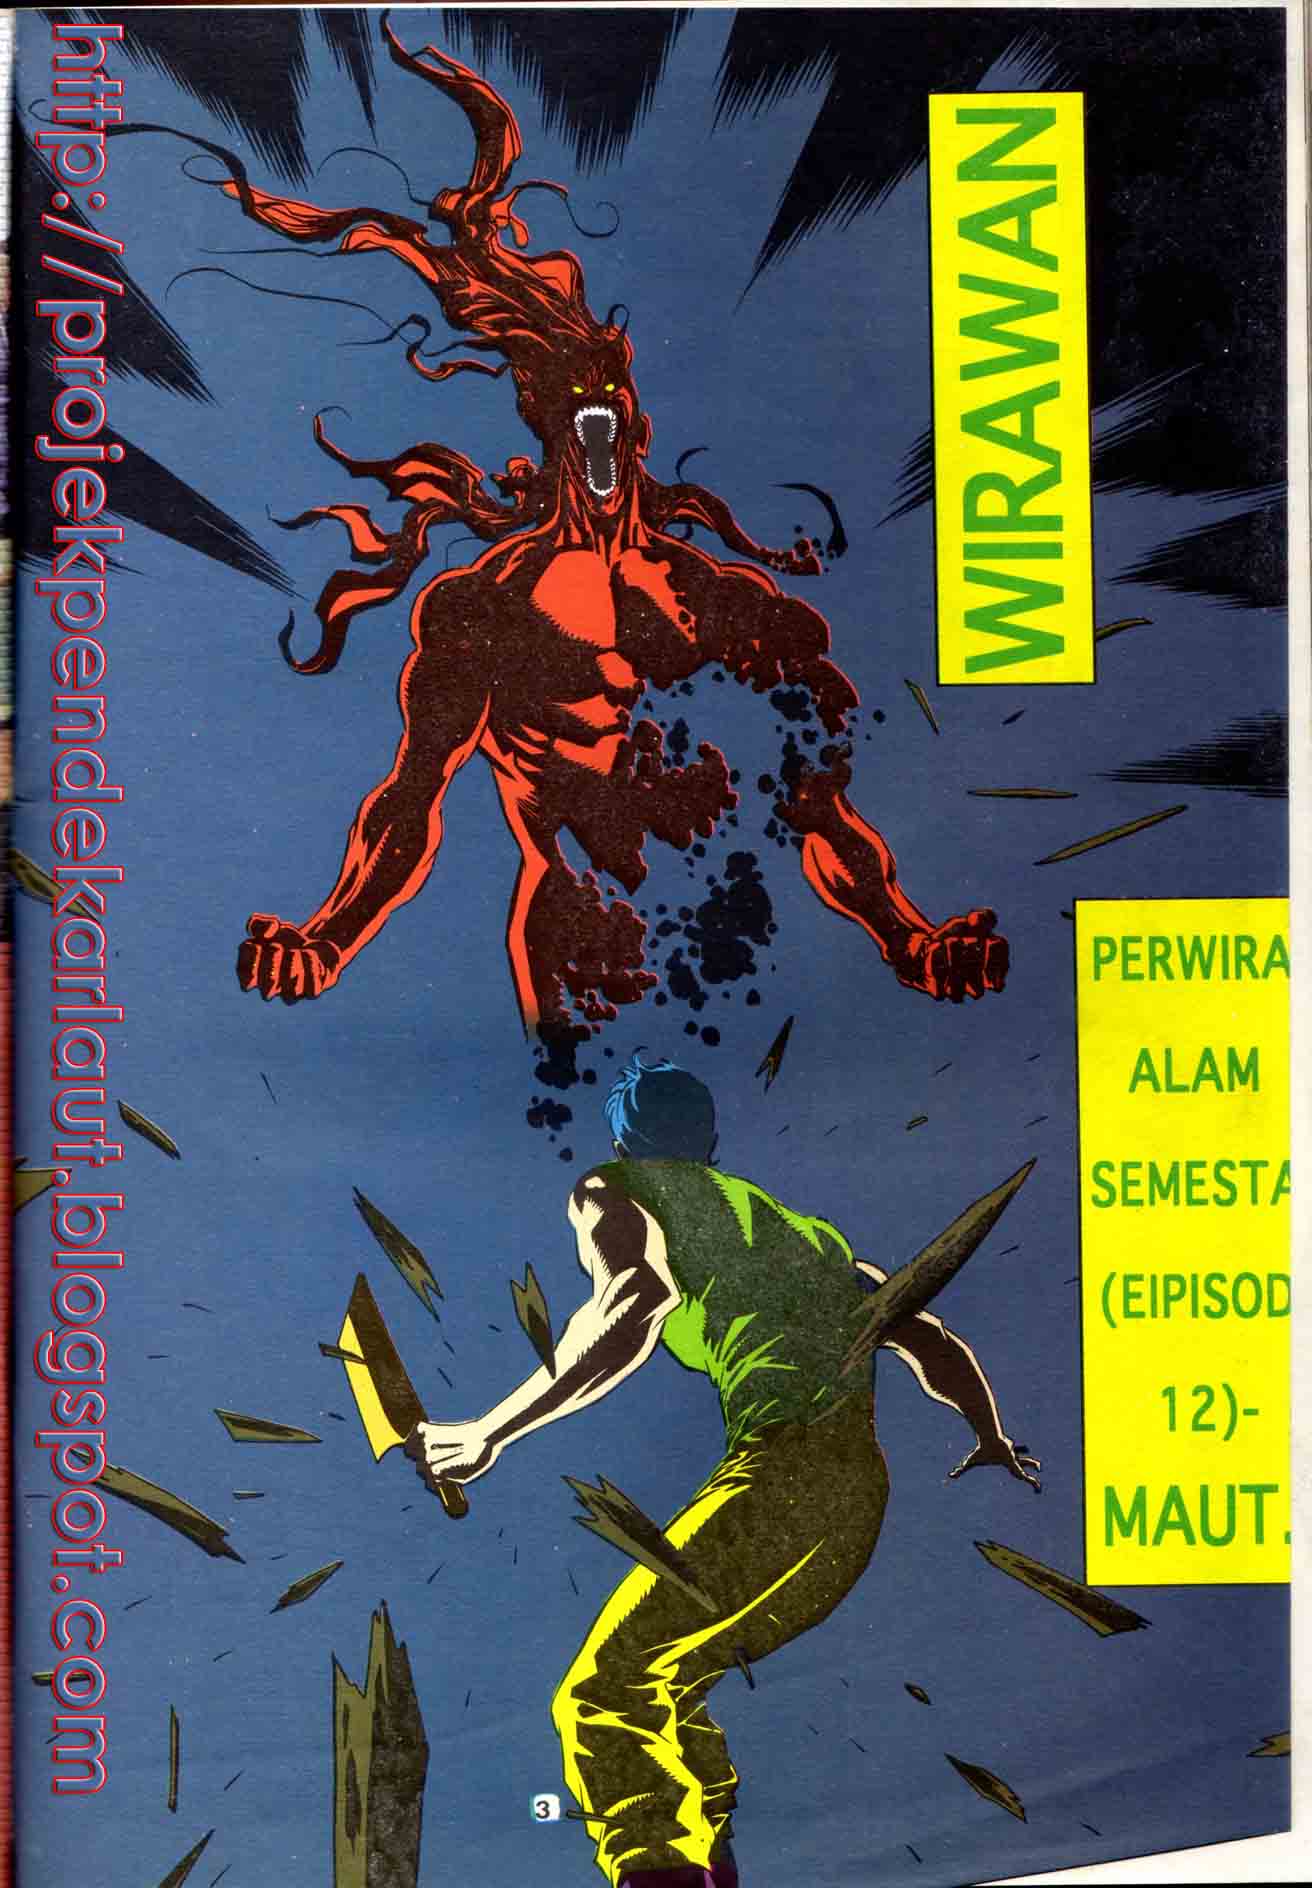 http://projekpendekarlaut.blogspot.com
WIRAWAN
PERWIRA
ALAM
SEMESTA
(EIPISOD
12)-
MAUT.
3